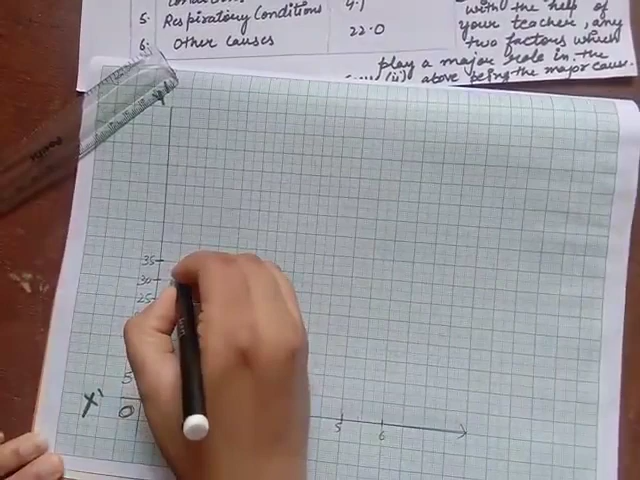 5. Respiratory Conditions 4.1
6. Other causes 22.0
with the help of
your teacher, any
two factors which
play a major role in the
(ii) above being the major cause.
35
30
25
5
X'
0
5 6